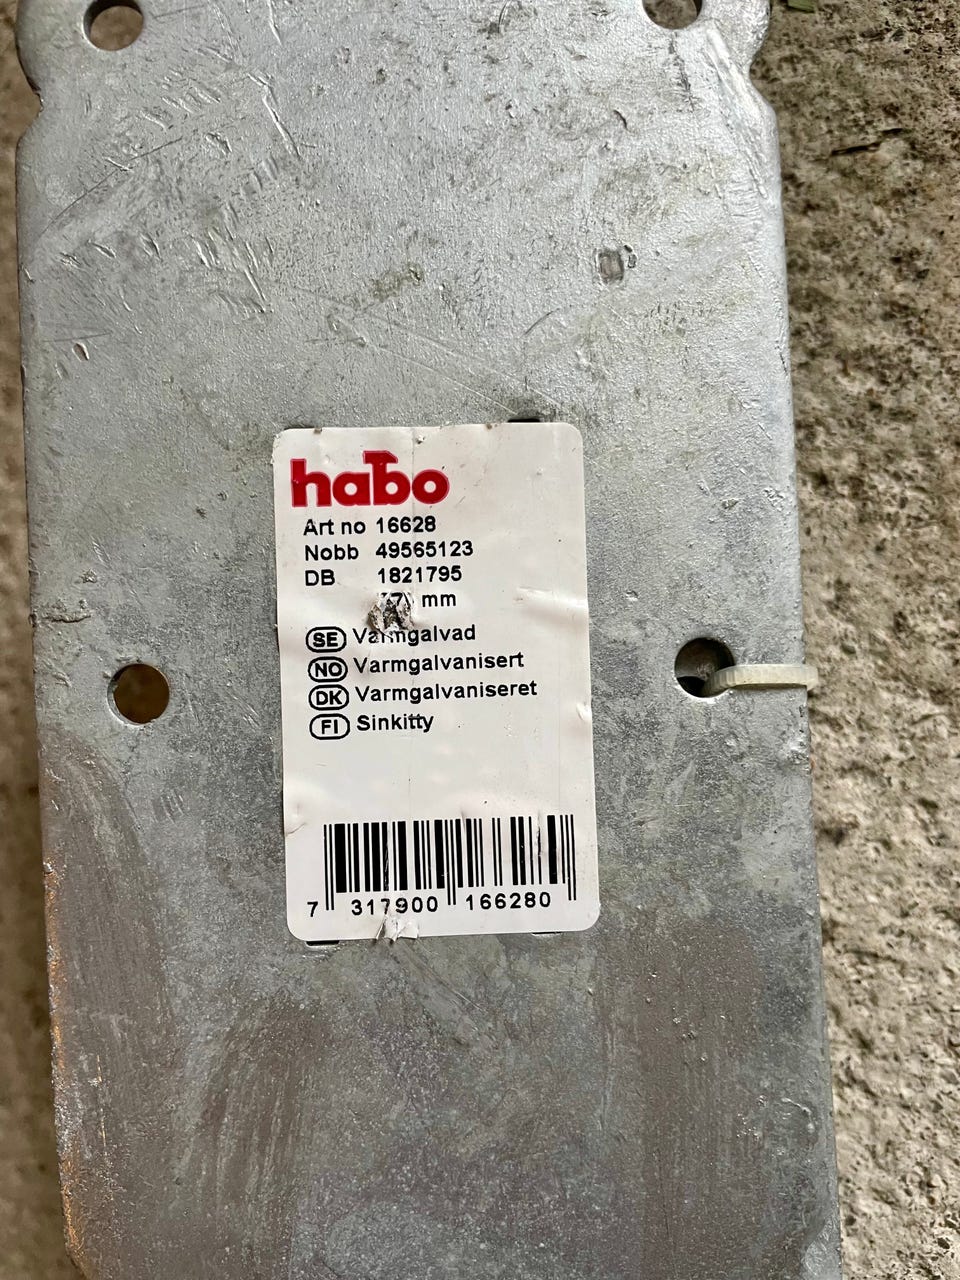 habo
Art no 16628
Nobb 49565123
DB 1821795
mm
SE Varmgalvad
NO Varmgalvanisert
DK Varmgalvaniseret
FI Sinkitty
7 317900 166280